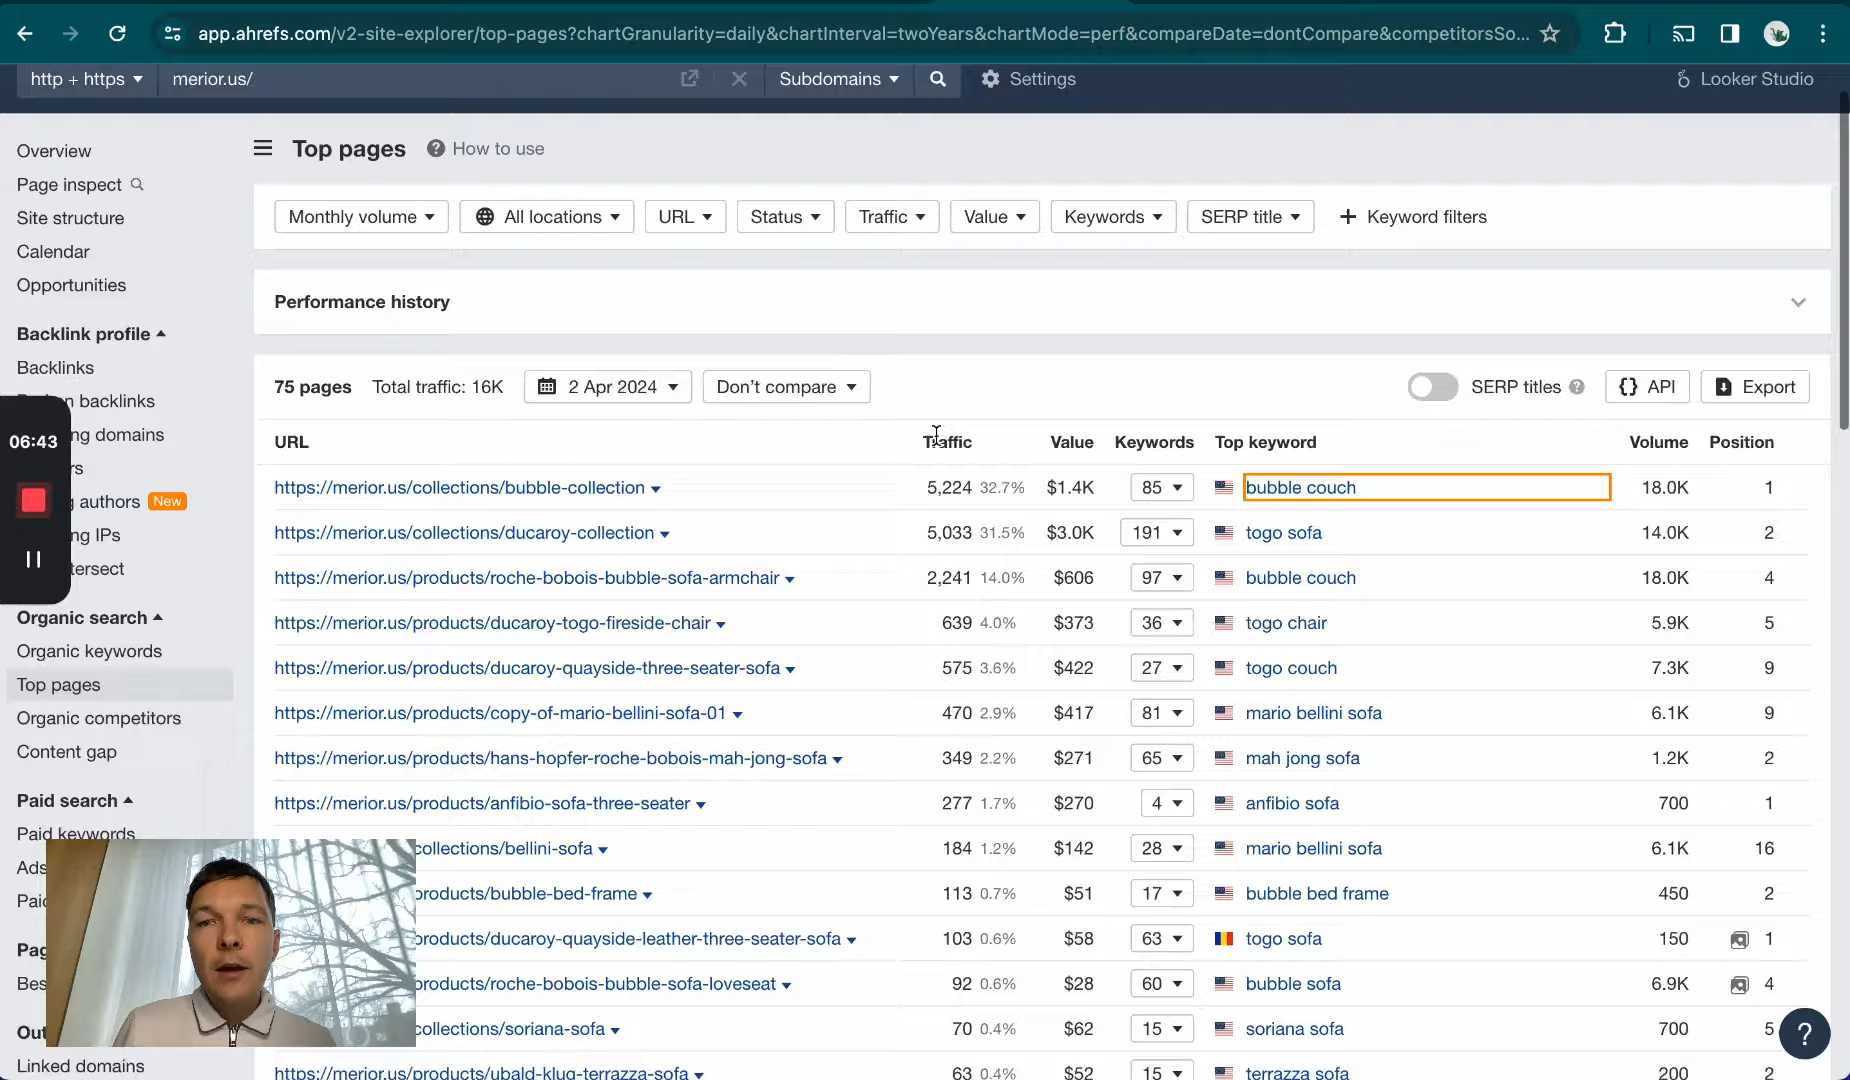 app.ahrefs.com/v2-site-explorer/top-pages?chartGranularity=daily&chartInterval=twoYears&chartMode=perf&compareDate=dontCompare&competitorsSo...
http + https merior.us/ Subdomains Settings Looker Studio
Overview
Page inspect
Site structure
Calendar
Opportunities
Backlink profile
Backlinks
backlinks
domains
authors New
IPs
Organic search
Organic keywords
Top pages
Organic competitors
Content gap
Paid search
Paid keywords
Ads
Linked domains
06:43
Top pages ? How to use
Monthly volume All locations URL Status Traffic Value Keywords SERP title + Keyword filters
Performance history
75 pages Total traffic: 16K 2 Apr 2024 Don't compare SERP titles ? {} API Export
URL Traffic Value Keywords Top keyword Volume Position
https://merior.us/collections/bubble-collection 5,224 32.7% $1.4K 85 bubble couch 18.0K 1
https://merior.us/collections/ducaroy-collection 5,033 31.5% $3.0K 191 togo sofa 14.0K 2
https://merior.us/products/roche-bobois-bubble-sofa-armchair 2,241 14.0% $606 97 bubble couch 18.0K 4
https://merior.us/products/ducaroy-togo-fireside-chair 639 4.0% $373 36 togo chair 5.9K 5
https://merior.us/products/ducaroy-quayside-three-seater-sofa 575 3.6% $422 27 togo couch 7.3K 9
https://merior.us/products/copy-of-mario-bellini-sofa-01 470 2.9% $417 81 mario bellini sofa 6.1K 9
https://merior.us/products/hans-hopfer-roche-bobois-mah-jong-sofa 349 2.2% $271 65 mah jong sofa 1.2K 2
https://merior.us/products/anfibio-sofa-three-seater 277 1.7% $270 4 anfibio sofa 700 1
collections/bellini-sofa 184 1.2% $142 28 mario bellini sofa 6.1K 16
products/bubble-bed-frame 113 0.7% $51 17 bubble bed frame 450 2
products/ducaroy-quayside-leather-three-seater-sofa 103 0.6% $58 63 togo sofa 150 1
products/roche-bobois-bubble-sofa-loveseat 92 0.6% $28 60 bubble sofa 6.9K 4
collections/soriana-sofa 70 0.4% $62 15 soriana sofa 700 5
https://merior.us/products/ubald-klug-terrazza-sofa 63 0.4% $52 15 terrazza sofa 200 2
?